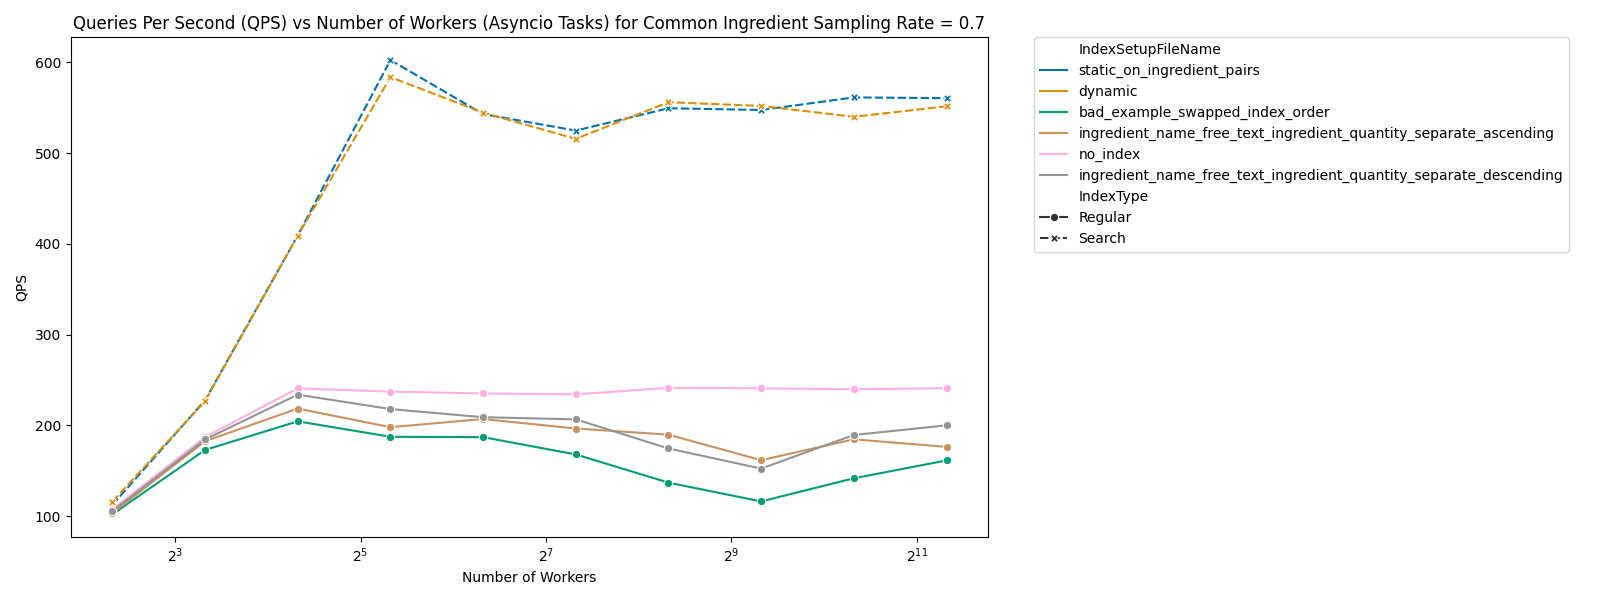 Queries Per Second (QPS) vs Number of Workers (Asyncio Tasks) for Common Ingredient Sampling Rate = 0.7
600
500
400
300
200
100
QPS
2^3
2^5
2^7
2^9
2^11
Number of Workers
IndexSetupFileName
static_on_ingredient_pairs
dynamic
bad_example_swapped_index_order
ingredient_name_free_text_ingredient_quantity_separate_ascending
no_index
ingredient_name_free_text_ingredient_quantity_separate_descending
IndexType
Regular
Search